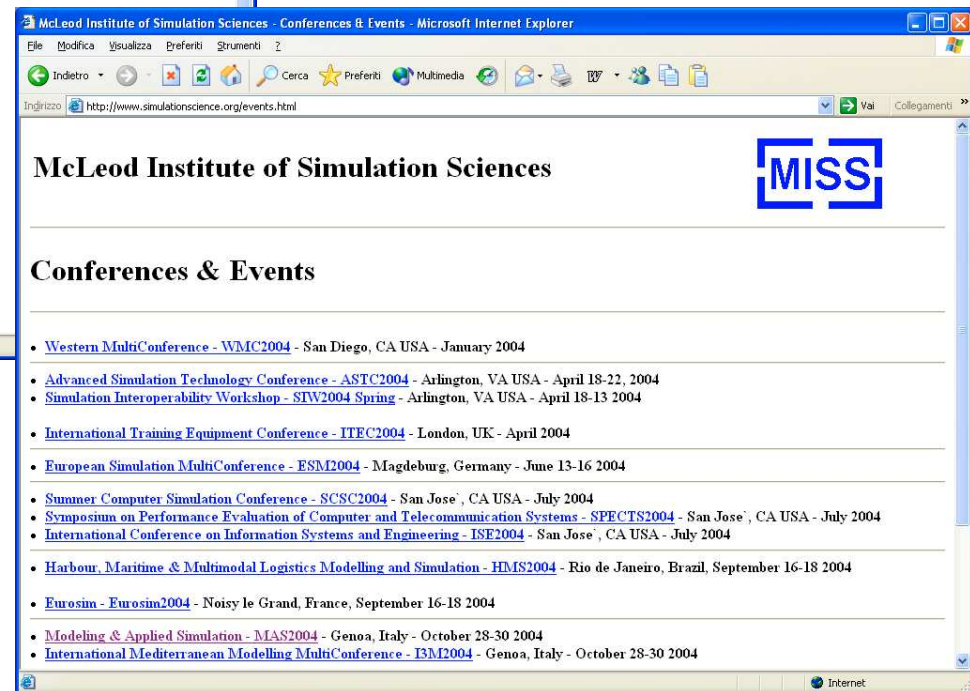 McLeod Institute of Simulation Sciences - Conferences & Events - Microsoft Internet Explorer
File Modifica Visualizza Preferiti Strumenti ?
Indietro Cerca Preferiti Multimedia
Indirizzo http://www.simulationscience.org/events.html Vai Collegamenti »
McLeod Institute of Simulation Sciences
MISS
Conferences & Events
• Western MultiConference - WMC2004 - San Diego, CA USA - January 2004
• Advanced Simulation Technology Conference - ASTC2004 - Arlington, VA USA - April 18-22, 2004
• Simulation Interoperability Workshop - SIW2004 Spring - Arlington, VA USA - April 18-13 2004
• International Training Equipment Conference - ITEC2004 - London, UK - April 2004
• European Simulation MultiConference - ESM2004 - Magdeburg, Germany - June 13-16 2004
• Summer Computer Simulation Conference - SCSC2004 - San Jose`, CA USA - July 2004
• Symposium on Performance Evaluation of Computer and Telecommunication Systems - SPECTS2004 - San Jose`, CA USA - July 2004
• International Conference on Information Systems and Engineering - ISE2004 - San Jose`, CA USA - July 2004
• Harbour, Maritime & Multimodal Logistics Modelling and Simulation - HMS2004 - Rio de Janeiro, Brazil, September 16-18 2004
• Eurosim - Eurosim2004 - Noisy le Grand, France, September 16-18 2004
• Modeling & Applied Simulation - MAS2004 - Genoa, Italy - October 28-30 2004
• International Mediterranean Modelling MultiConference - I3M2004 - Genoa, Italy - October 28-30 2004
Internet